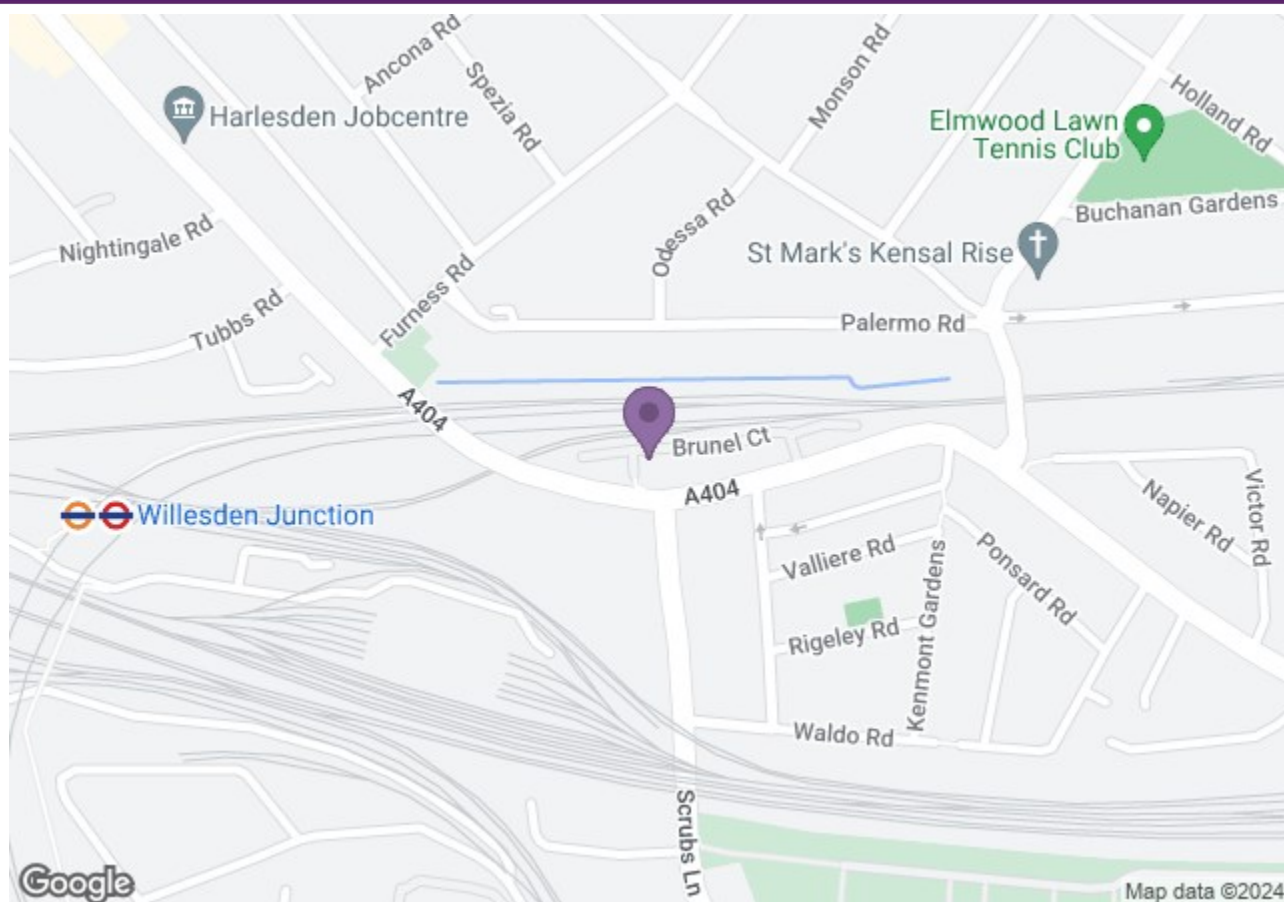 Ancona Rd
Spezia Rd
Monson Rd
Holland Rd
Harlesden Jobcentre
Elmwood Lawn
Tennis Club
Buchanan Gardens
Nightingale Rd
Odessa Rd
St Mark's Kensal Rise
Furness Rd
Tubbs Rd
Palermo Rd
A404
Brunel Ct
A404
Willesden Junction
Napier Rd
Victor Rd
Valliere Rd
Kenmont Gardens
Ponsard Rd
Rigeley Rd
Waldo Rd
Scrubs Ln
Google
Map data ©2024